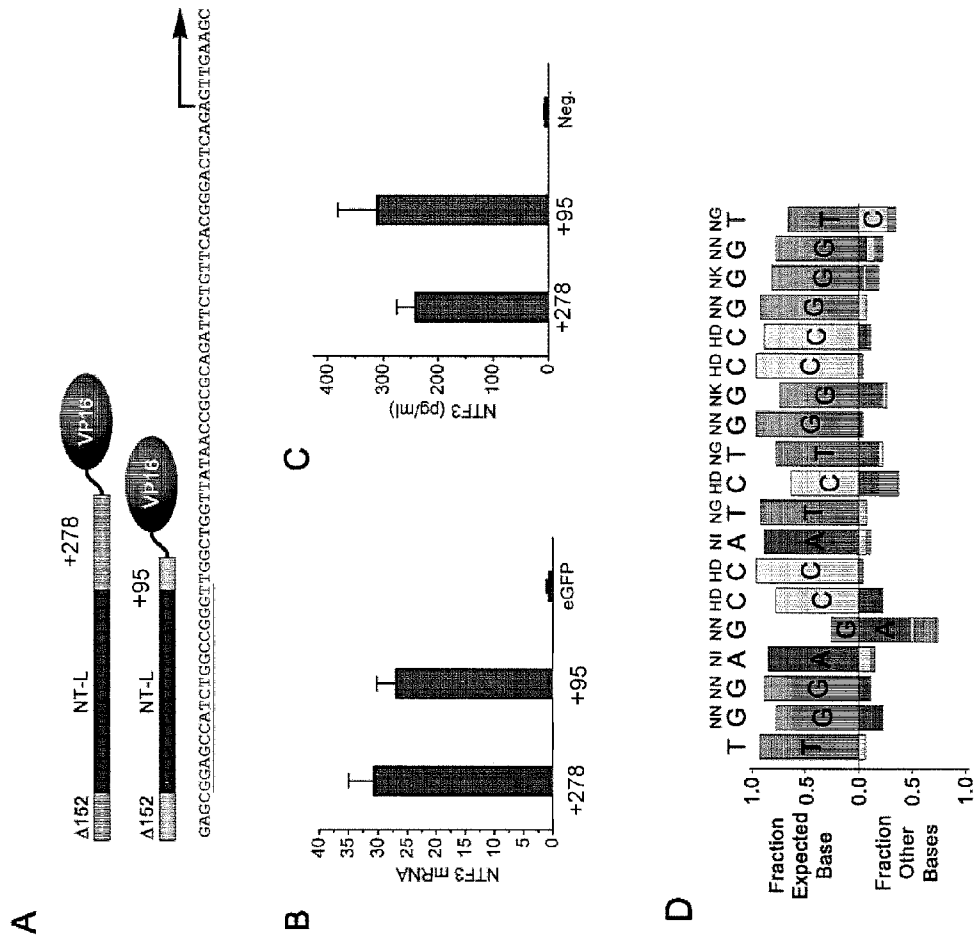 A
Δ152 NT-L +278 VP16
Δ152 NT-L +95 VP16
GAGCGGAGCCATCTGGCCGGGTTGGCTGGTTATAACCGCGCAGATTCTGTTCACGGGACTCAGAGTTGAAGC
B
NTF3 mRNA
40
35
30
25
20
15
10
5
0
+278 +95 eGFP
C
NTF3 (pg/ml)
400
300
200
100
0
+278 +95 Neg.
D
NN NN NI NN HD HD NI NG HD NG NN NK HD HD NN NK NN NG
T G G A G C C A T C T G G C C G G G T
Fraction
Expected
Base
Fraction
Other
Bases
1.0
0.5
0.0
0.5
1.0
T G G A G C C A T C T G G C C G G G T
A C